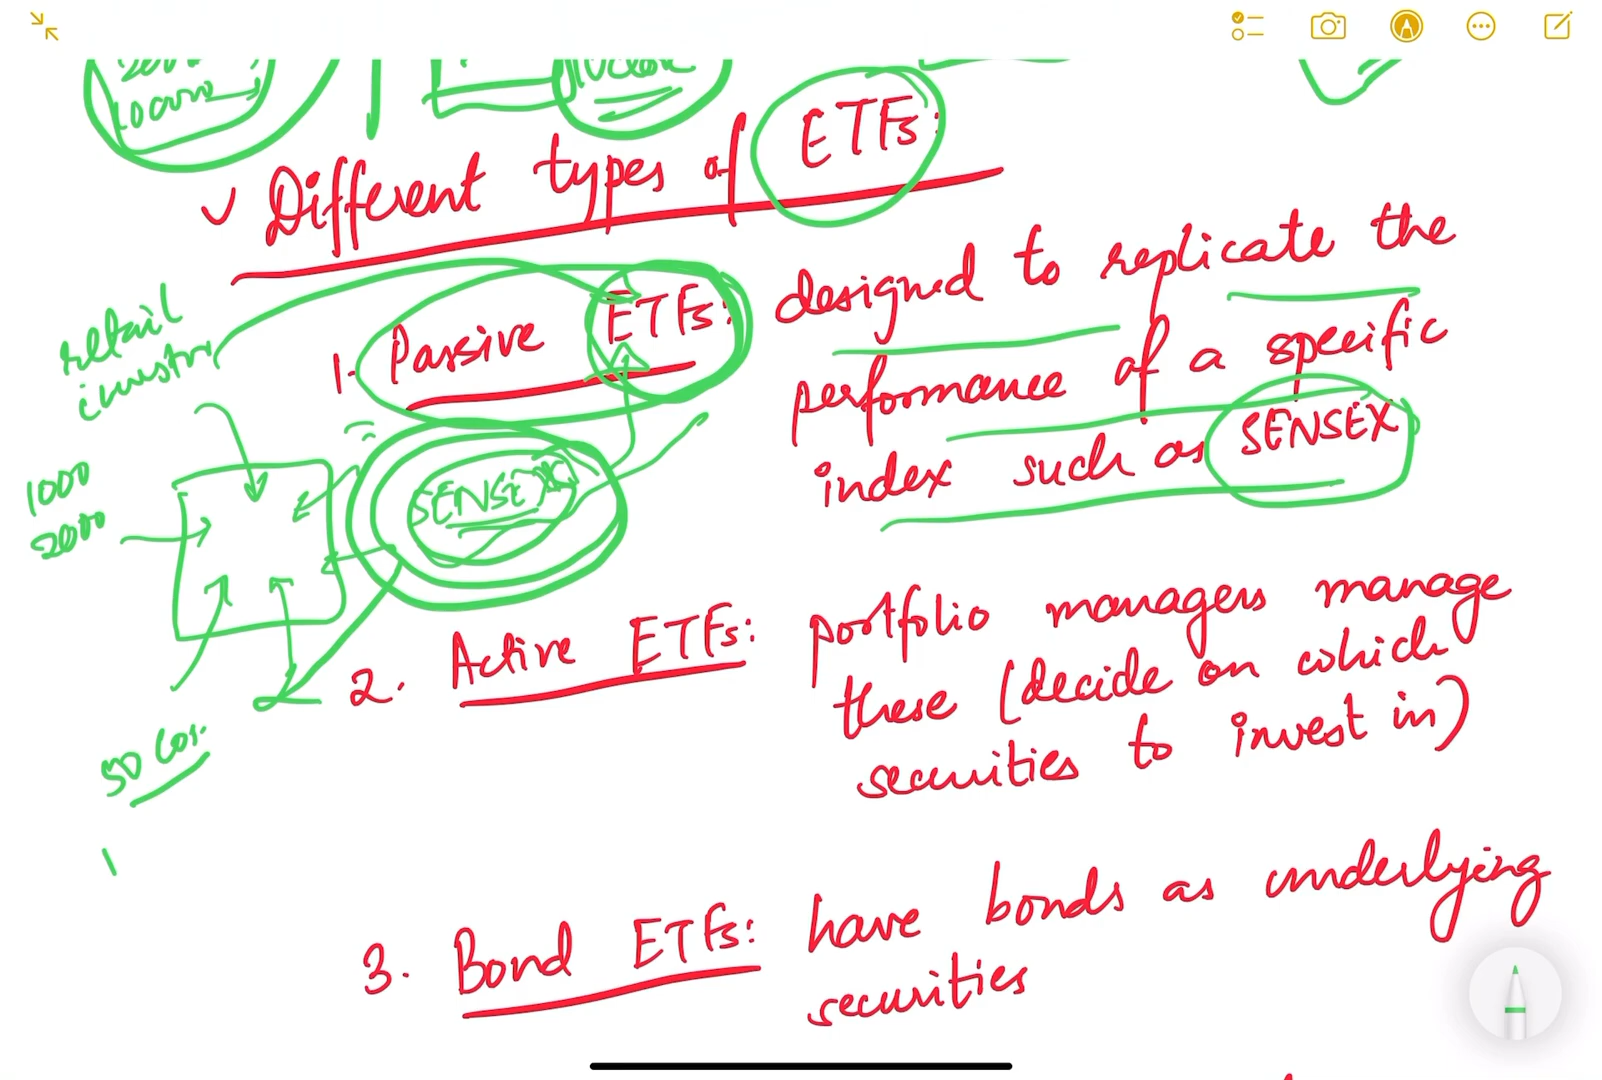 10000
Different types of ETFs:
retail
1. Passive ETFs: designed to replicate the
performance of a specific
index such as SENSEX
1000
2000
SENSEX
2. Active ETFs: portfolio managers manage
these (decide on which
securities to invest in)
50 cos.
3. Bond ETFs: have bonds as underlying
securities